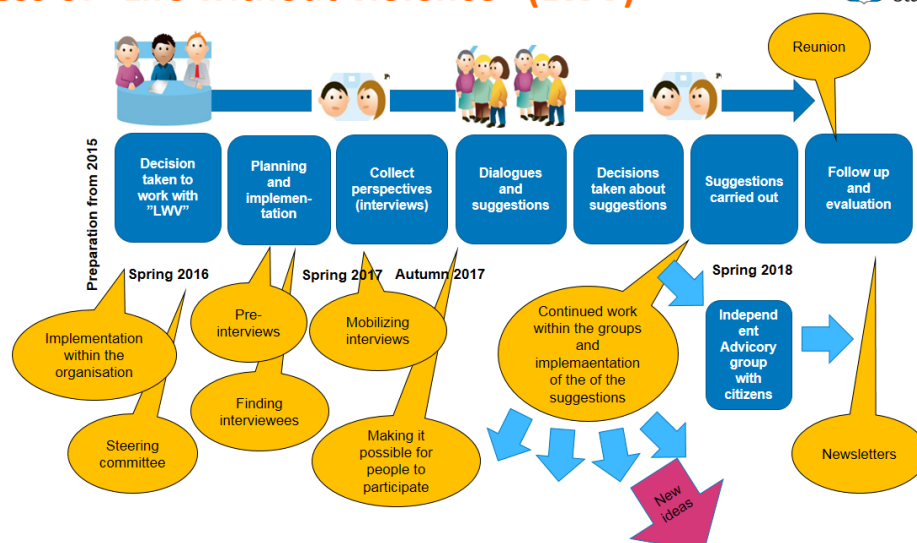 "Life without violence" (LWV)
Reunion
Preparation from 2015
Decision
taken to
work with
"LWV"
Planning
and
implemen-
tation
Collect
perspectives
(interviews)
Dialogues
and
suggestions
Decisions
taken about
suggestions
Suggestions
carried out
Follow up
and
evaluation
Spring 2016
Spring 2017
Autumn 2017
Spring 2018
Implementation
within the
organisation
Steering
committee
Pre-
interviews
Finding
interviewees
Mobilizing
interviews
Making it
possible for
people to
participate
Continued work
within the groups
and
implemaentation
of the of the
suggestions
Independ
ent
Advicory
group
with
citizens
Newsletters
New
ideas